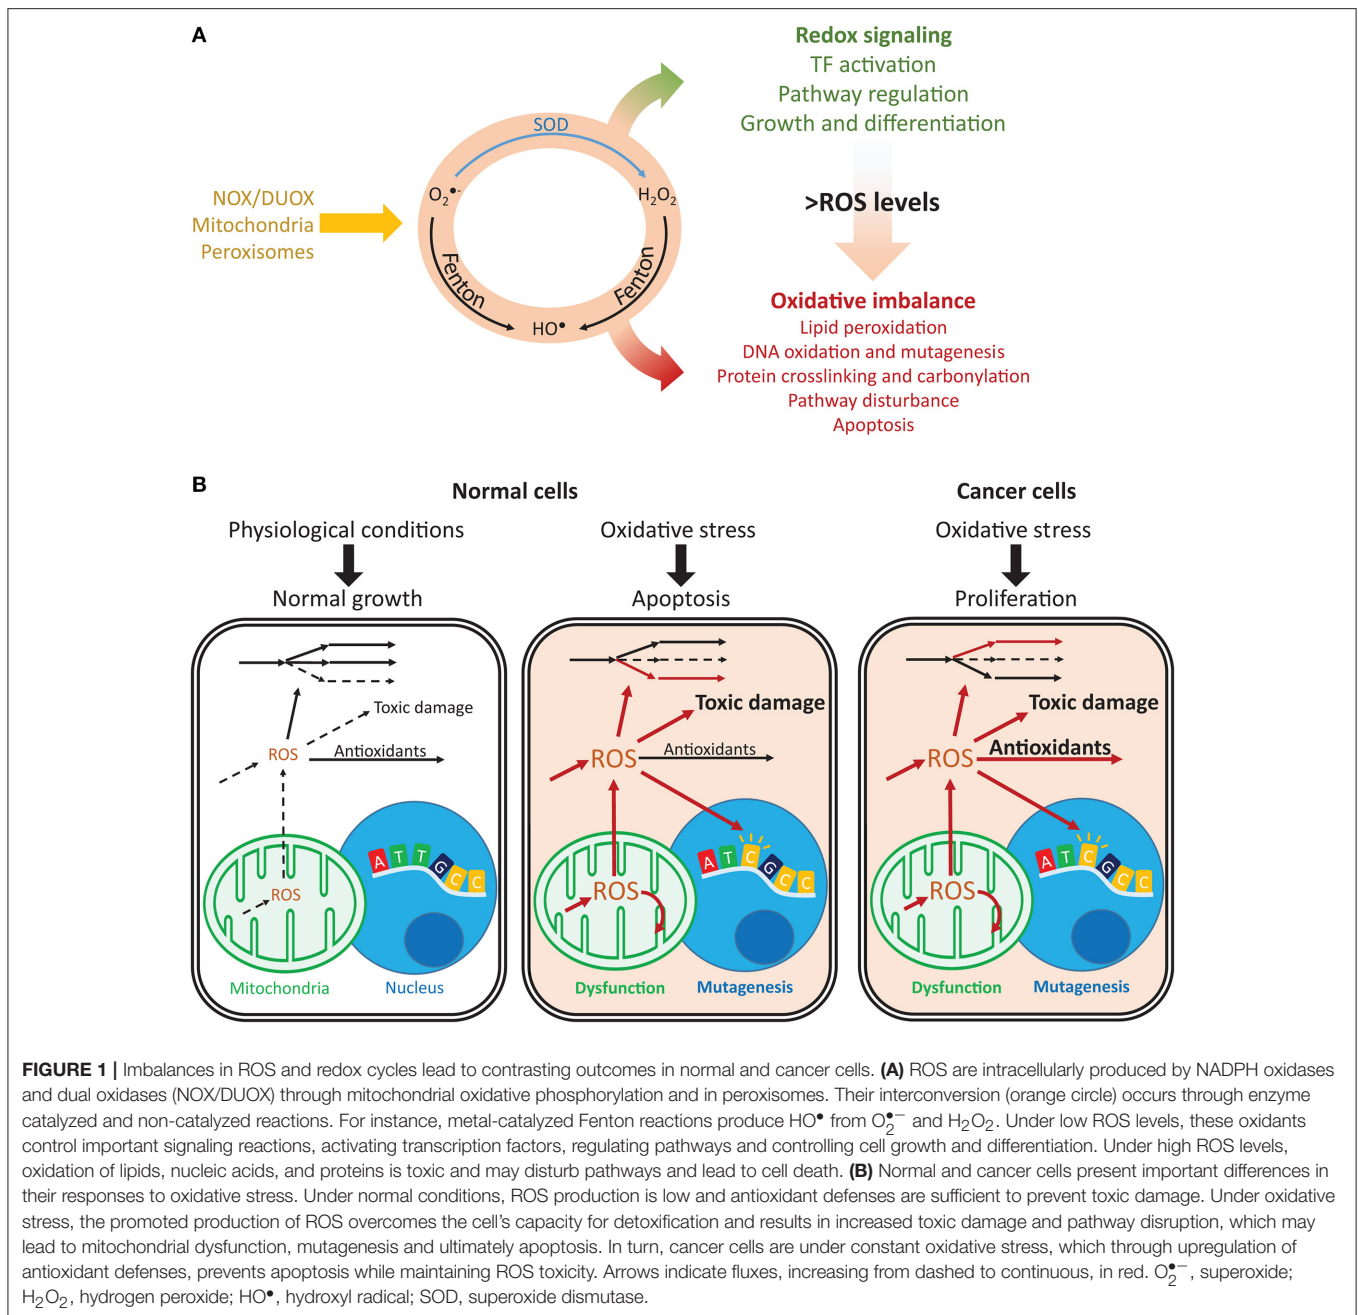 A
Redox signaling
TF activation
Pathway regulation
Growth and differentiation
SOD
O2•-
H2O2
NOX/DUOX
Mitochondria
Peroxisomes
>ROS levels
Fenton
Fenton
HO•
Oxidative imbalance
Lipid peroxidation
DNA oxidation and mutagenesis
Protein crosslinking and carbonylation
Pathway disturbance
Apoptosis
B
Normal cells
Cancer cells
Physiological conditions
Oxidative stress
Oxidative stress
Normal growth
Apoptosis
Proliferation
Toxic damage
ROS
Antioxidants
ROS
A T T G C C
Mitochondria
Nucleus
Toxic damage
ROS
Antioxidants
ROS
A T C G C C
Dysfunction
Mutagenesis
Toxic damage
ROS
Antioxidants
ROS
A T C G C C
Dysfunction
Mutagenesis
FIGURE 1 | Imbalances in ROS and redox cycles lead to contrasting outcomes in normal and cancer cells. (A) ROS are intracellularly produced by NADPH oxidases
and dual oxidases (NOX/DUOX) through mitochondrial oxidative phosphorylation and in peroxisomes. Their interconversion (orange circle) occurs through enzyme
catalyzed and non-catalyzed reactions. For instance, metal-catalyzed Fenton reactions produce HO• from O2•− and H2O2. Under low ROS levels, these oxidants
control important signaling reactions, activating transcription factors, regulating pathways and controlling cell growth and differentiation. Under high ROS levels,
oxidation of lipids, nucleic acids, and proteins is toxic and may disturb pathways and lead to cell death. (B) Normal and cancer cells present important differences in
their responses to oxidative stress. Under normal conditions, ROS production is low and antioxidant defenses are sufficient to prevent toxic damage. Under oxidative
stress, the promoted production of ROS overcomes the cell's capacity for detoxification and results in increased toxic damage and pathway disruption, which may
lead to mitochondrial dysfunction, mutagenesis and ultimately apoptosis. In turn, cancer cells are under constant oxidative stress, which through upregulation of
antioxidant defenses, prevents apoptosis while maintaining ROS toxicity. Arrows indicate fluxes, increasing from dashed to continuous, in red. O2•−, superoxide;
H2O2, hydrogen peroxide; HO•, hydroxyl radical; SOD, superoxide dismutase.